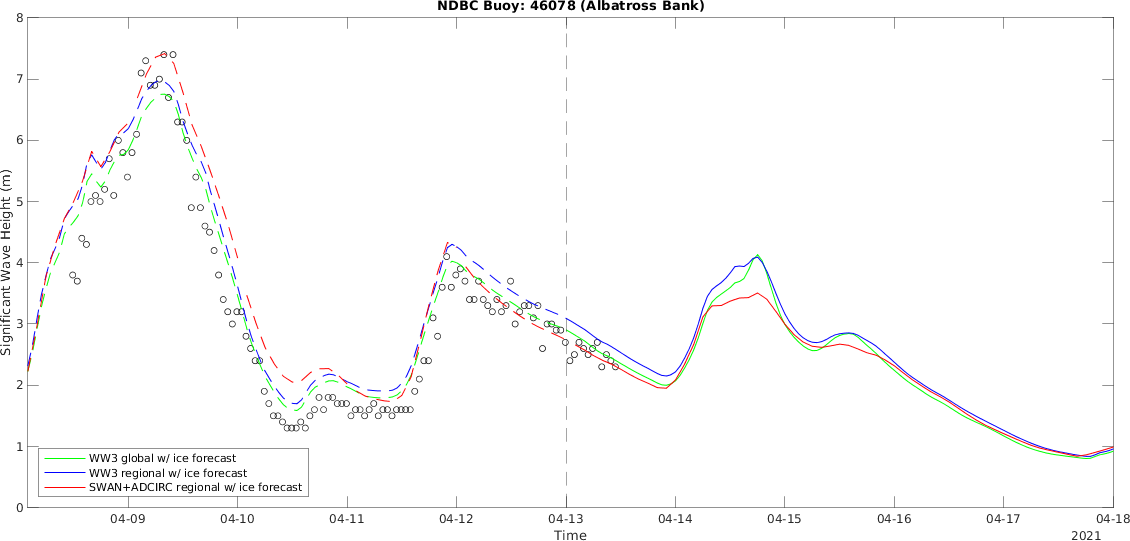 NDBC Buoy: 46078 (Albatross Bank)
8
7
6
5
4
3
2
1
0
Significant Wave Height (m)
WW3 global w/ ice forecast
WW3 regional w/ ice forecast
SWAN+ADCIRC regional w/ ice forecast
04-09 04-10 04-11 04-12 04-13 04-14 04-15 04-16 04-17 04-18
Time
2021